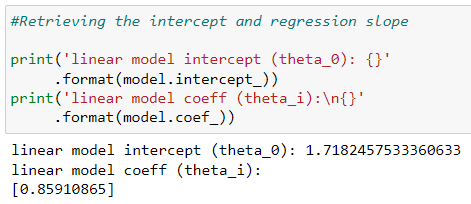 #Retrieving the intercept and regression slope
print('linear model intercept (theta_0): {}'
.format(model.intercept_))
print('linear model coeff (theta_i):\n{}'
.format(model.coef_))
linear model intercept (theta_0): 1.7182457533360633
linear model coeff (theta_i):
[0.85910865]